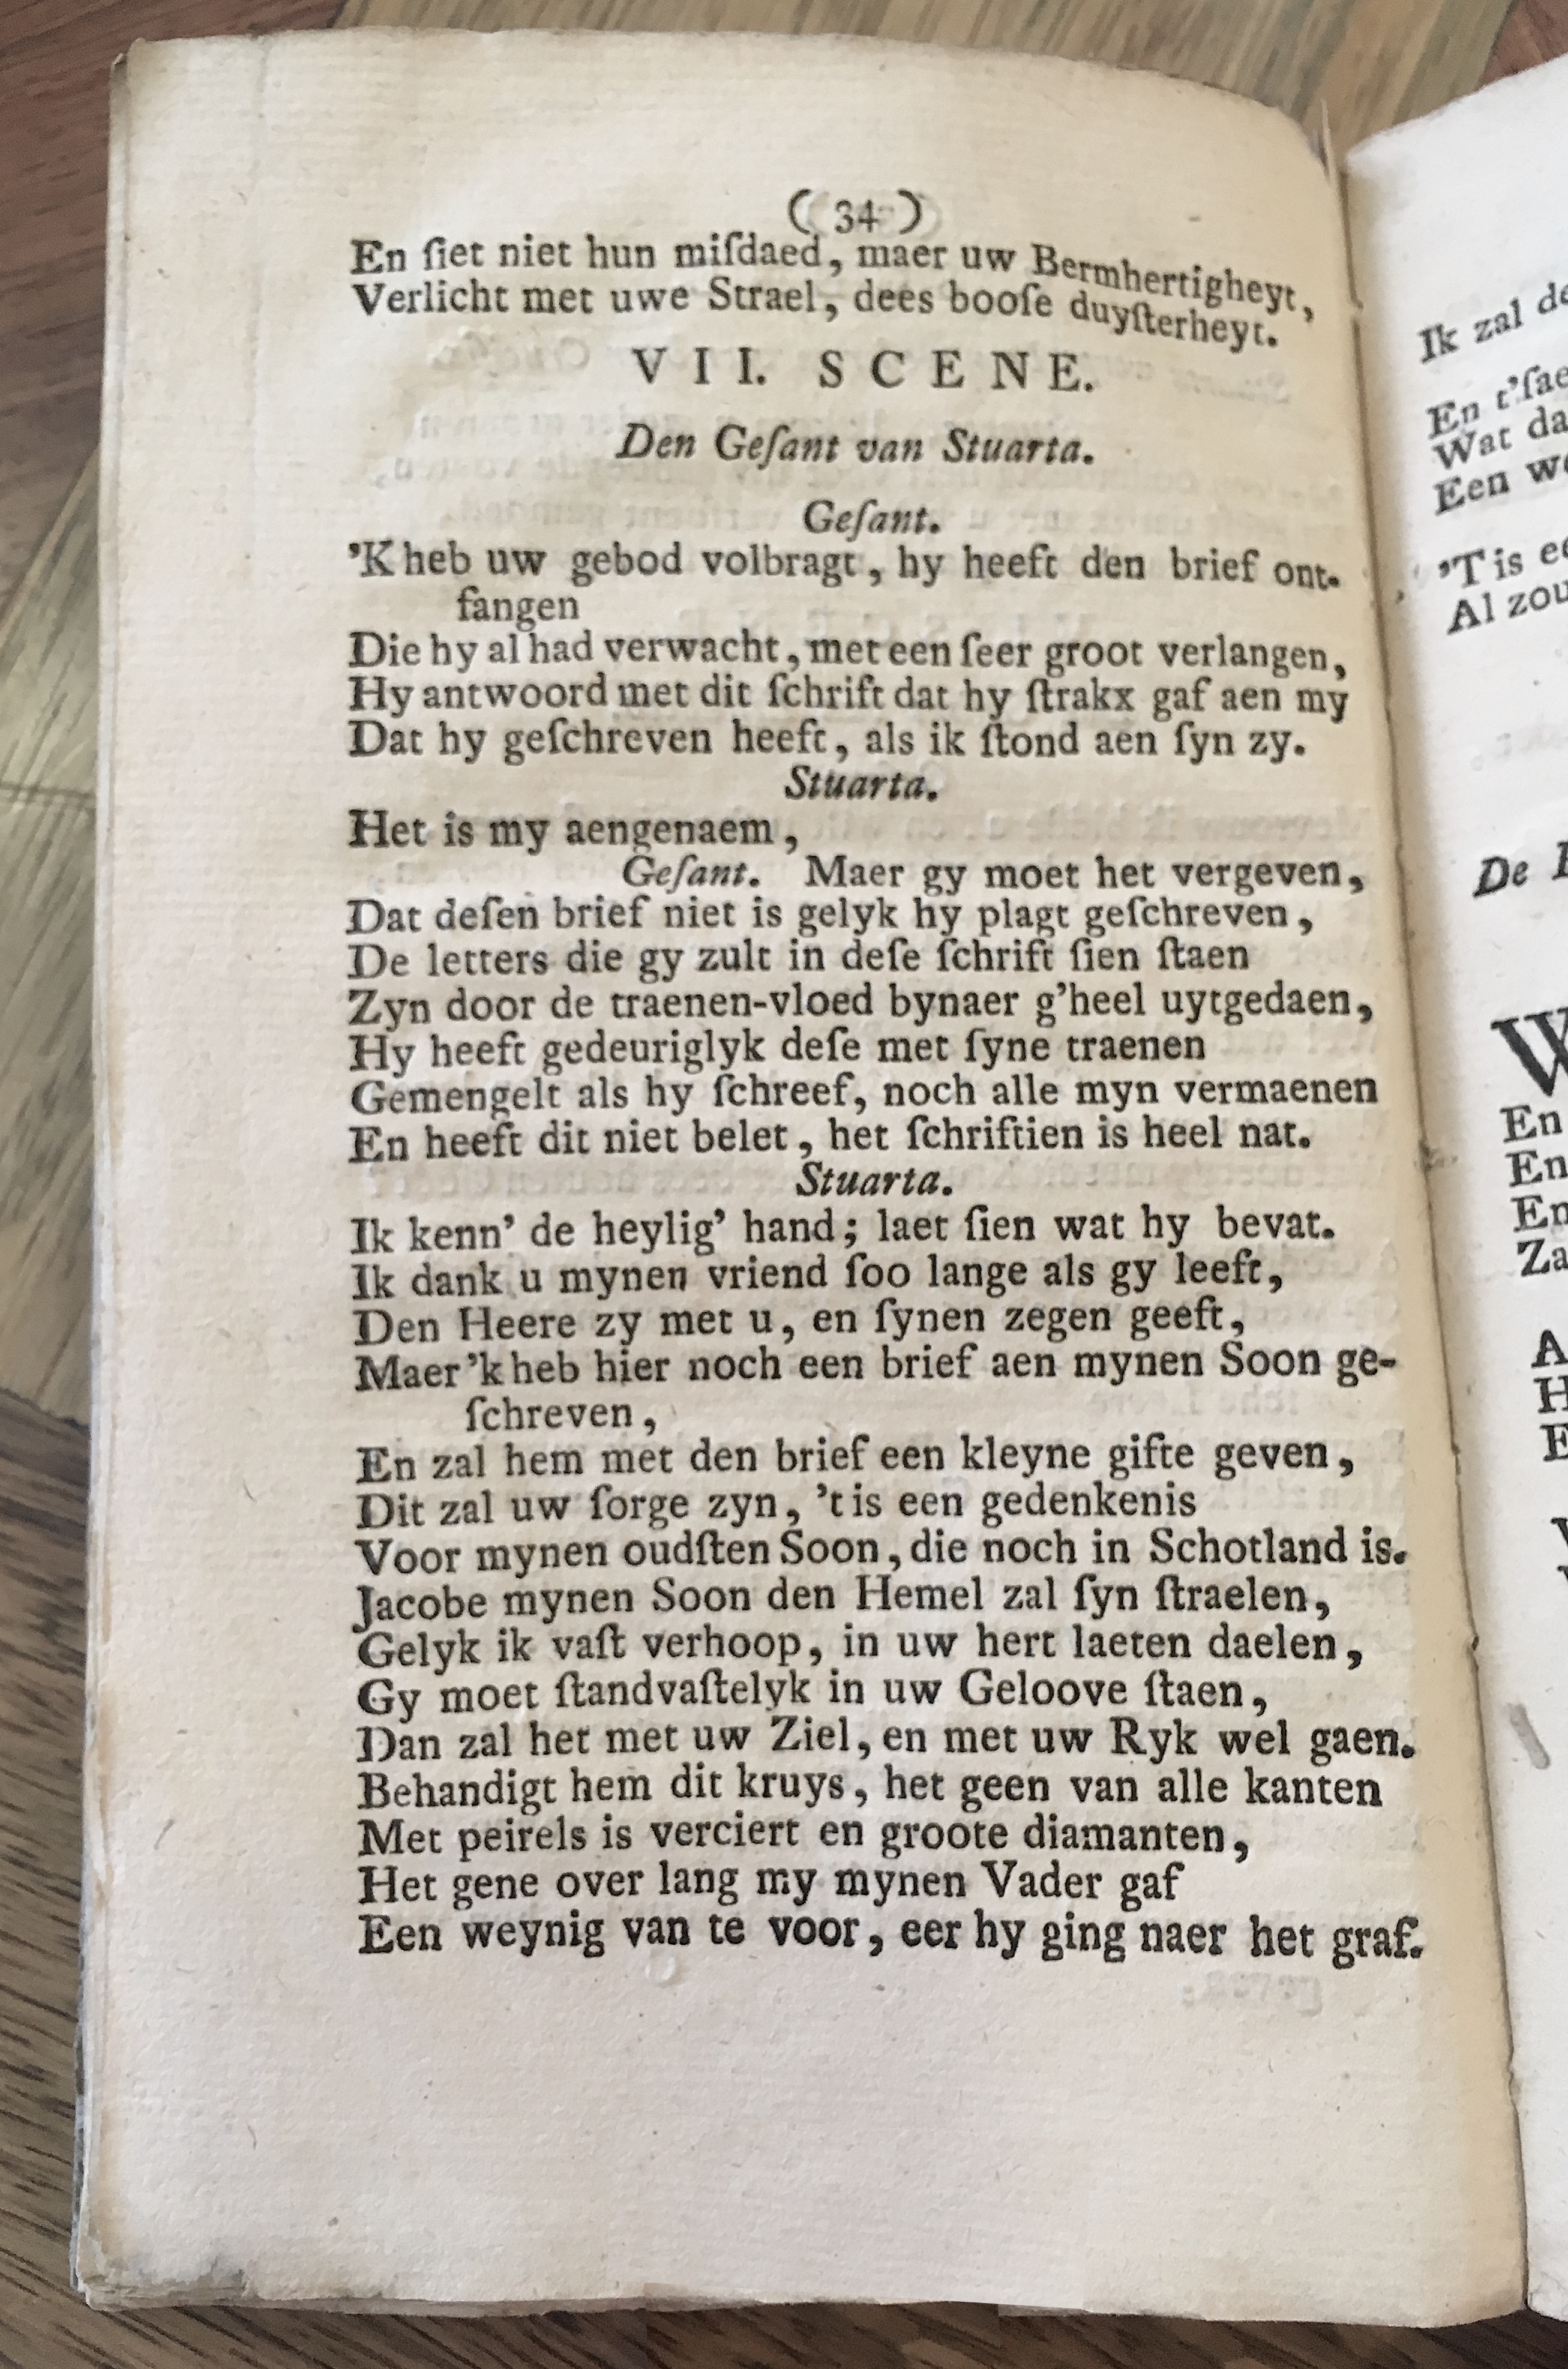 ( 34 )
En ſiet niet hun miſdaed, maer uw Bermhertigheyt,
Verlicht met uwe Strael, dees booſe duyſterheyt.
VII. SCENE.
Den Geſant van Stuarta.
Geſant.
'K heb uw gebod volbragt, hy heeft den brief ont-
fangen
Die hy al had verwacht, met een ſeer groot verlangen,
Hy antwoord met dit ſchrift dat hy ſtrakx gaf aen my
Dat hy geſchreven heeft, als ik ſtond aen ſyn zy.
Stuarta.
Het is my aengenaem,
Geſant. Maer gy moet het vergeven,
Dat deſen brief niet is gelyk hy plagt geſchreven,
De letters die gy zult in deſe ſchrift ſien ſtaen
Zyn door de traenen-vloed bynaer g'heel uytgedaen,
Hy heeft gedeuriglyk deſe met ſyne traenen
Gemengelt als hy ſchreef, noch alle myn vermaenen
En heeft dit niet belet, het ſchriftien is heel nat.
Stuarta.
Ik kenn' de heylig' hand; laet ſien wat hy bevat.
Ik dank u mynen vriend ſoo lange als gy leeft,
Den Heere zy met u, en ſynen zegen geeft,
Maer 'k heb hier noch een brief aen mynen Soon ge-
ſchreven,
En zal hem met den brief een kleyne gifte geven,
Dit zal uw ſorge zyn, 't is een gedenkenis
Voor mynen oudſten Soon, die noch in Schotland is.
Jacobe mynen Soon den Hemel zal ſyn ſtraelen,
Gelyk ik vaſt verhoop, in uw hert laeten daelen,
Gy moet ſtandvaſtelyk in uw Geloove ſtaen,
Dan zal het met uw Ziel, en met uw Ryk wel gaen.
Behandigt hem dit kruys, het geen van alle kanten
Met peirels is verciert en groote diamanten,
Het gene over lang my mynen Vader gaf
Een weynig van te voor, eer hy ging naer het graf.
Ik zal
En
Wat
Een
'T is
Al
De
En
En